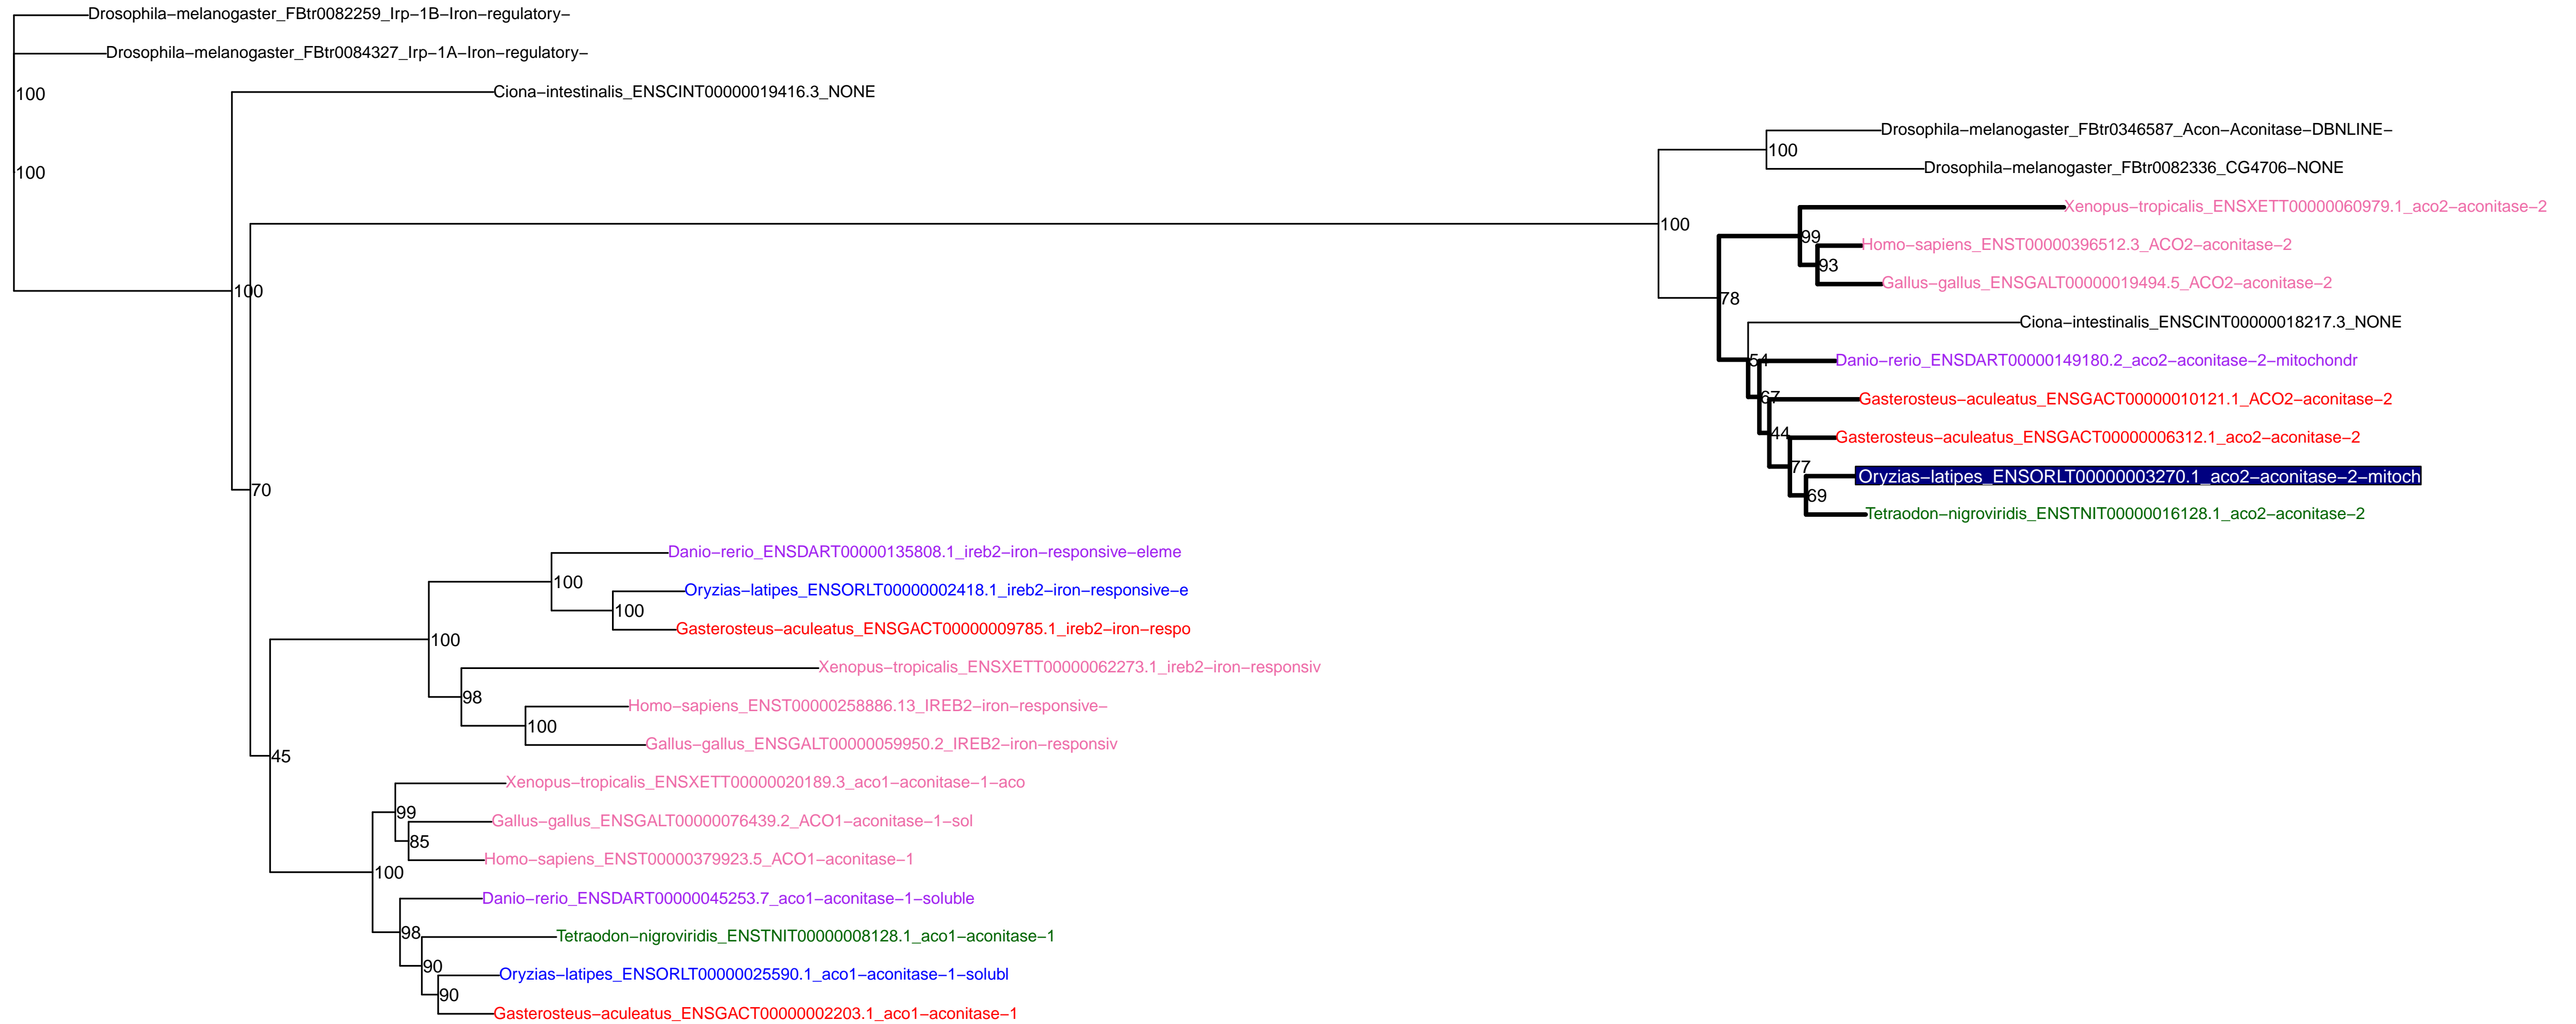 Drosophila−melanogaster_FBtr0082259_Irp−1B−Iron−regulatory−
Drosophila−melanogaster_FBtr0084327_Irp−1A−Iron−regulatory−
100
Ciona−intestinalis_ENSCINT00000019416.3_NONE
Drosophila−melanogaster_FBtr0346587_Acon−Aconitase−DBNLINE−
100
Drosophila−melanogaster_FBtr0082336_CG4706−NONE
100
Xenopus−tropicalis_ENSXETT00000060979.1_aco2−aconitase−2
100
99
Homo−sapiens_ENST00000396512.3_ACO2−aconitase−2
93
Gallus−gallus_ENSGALT00000019494.5_ACO2−aconitase−2
100
78
Ciona−intestinalis_ENSCINT00000018217.3_NONE
54
Danio−rerio_ENSDART00000149180.2_aco2−aconitase−2−mitochondr
67
Gasterosteus−aculeatus_ENSGACT00000010121.1_ACO2−aconitase−2
44
Gasterosteus−aculeatus_ENSGACT00000006312.1_aco2−aconitase−2
77
Oryzias−latipes_ENSORLT00000003270.1_aco2−aconitase−2−mitoch
70
69
Tetraodon−nigroviridis_ENSTNIT00000016128.1_aco2−aconitase−2
Danio−rerio_ENSDART00000135808.1_ireb2−iron−responsive−eleme
100
Oryzias−latipes_ENSORLT00000002418.1_ireb2−iron−responsive−e
100
Gasterosteus−aculeatus_ENSGACT00000009785.1_ireb2−iron−respo
100
Xenopus−tropicalis_ENSXETT00000062273.1_ireb2−iron−responsiv
98
Homo−sapiens_ENST00000258886.13_IREB2−iron−responsive−
100
Gallus−gallus_ENSGALT00000059950.2_IREB2−iron−responsiv
45
Xenopus−tropicalis_ENSXETT00000020189.3_aco1−aconitase−1−aco
99
Gallus−gallus_ENSGALT00000076439.2_ACO1−aconitase−1−sol
85
Homo−sapiens_ENST00000379923.5_ACO1−aconitase−1
100
Danio−rerio_ENSDART00000045253.7_aco1−aconitase−1−soluble
98
Tetraodon−nigroviridis_ENSTNIT00000008128.1_aco1−aconitase−1
90
Oryzias−latipes_ENSORLT00000025590.1_aco1−aconitase−1−solubl
90
Gasterosteus−aculeatus_ENSGACT00000002203.1_aco1−aconitase−1